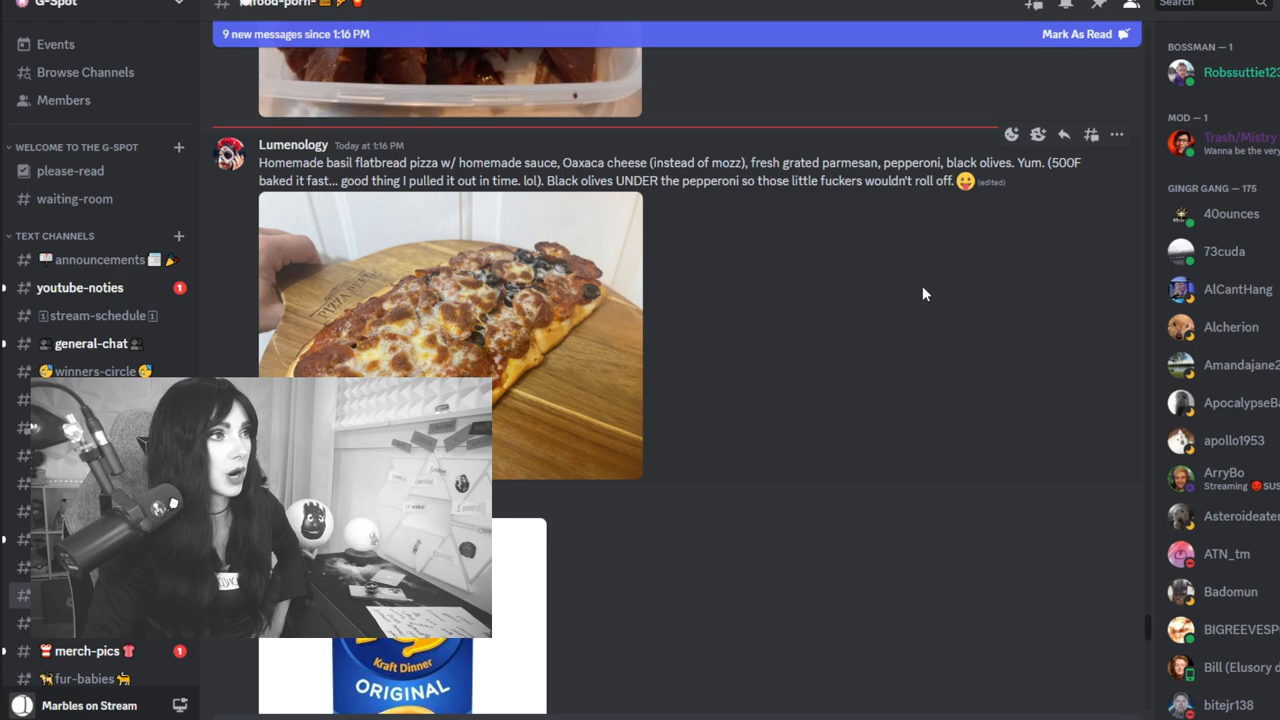 G-Spot
food-porn-
Search
9 new messages since 1:16 PM
Mark As Read
Events
Browse Channels
Members
WELCOME TO THE G-SPOT
please-read
waiting-room
TEXT CHANNELS
announcements
youtube-noties
1
stream-schedule
general-chat
winners-circle
merch-pics
1
fur-babies
Marbles on Stream
Lumenology Today at 1:16 PM
Homemade basil flatbread pizza w/ homemade sauce, Oaxaca cheese (instead of mozz), fresh grated parmesan, pepperoni, black olives. Yum. (500F
baked it fast... good thing I pulled it out in time. lol). Black olives UNDER the pepperoni so those little fuckers wouldn't roll off. 😛 (edited)
Kraft Dinner
ORIGINAL
BOSSMAN — 1
Robssuttie123
MOD — 1
Trash/Mistry
Wanna be the very
GINGR GANG — 175
40ounces
73cuda
AlCantHang
Alcherion
Amandajane2
ApocalypseBa
apollo1953
ArryBo
Streaming SUS
Asteroideater
ATN_tm
Badomun
BIGREEVESP
Bill (Elusory d
bitejr138